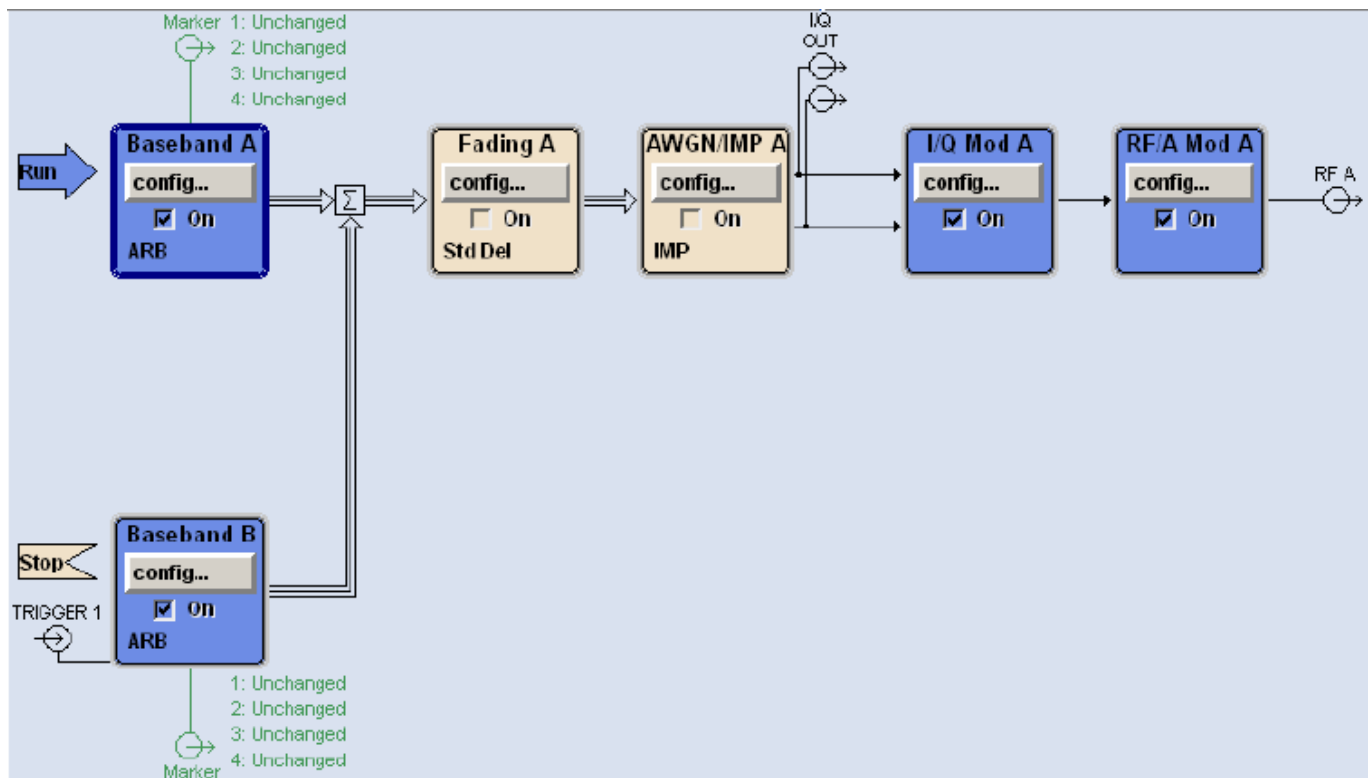 Marker 1: Unchanged
2: Unchanged
3: Unchanged
4: Unchanged
I/Q
OUT
Run
Baseband A
config...
On
ARB
Σ
Fading A
config...
On
Std Del
AWGN/IMP A
config...
On
IMP
I/Q Mod A
config...
On
RF/A Mod A
config...
On
RF A
Stop
TRIGGER 1
Baseband B
config...
On
ARB
1: Unchanged
2: Unchanged
3: Unchanged
4: Unchanged
Marker